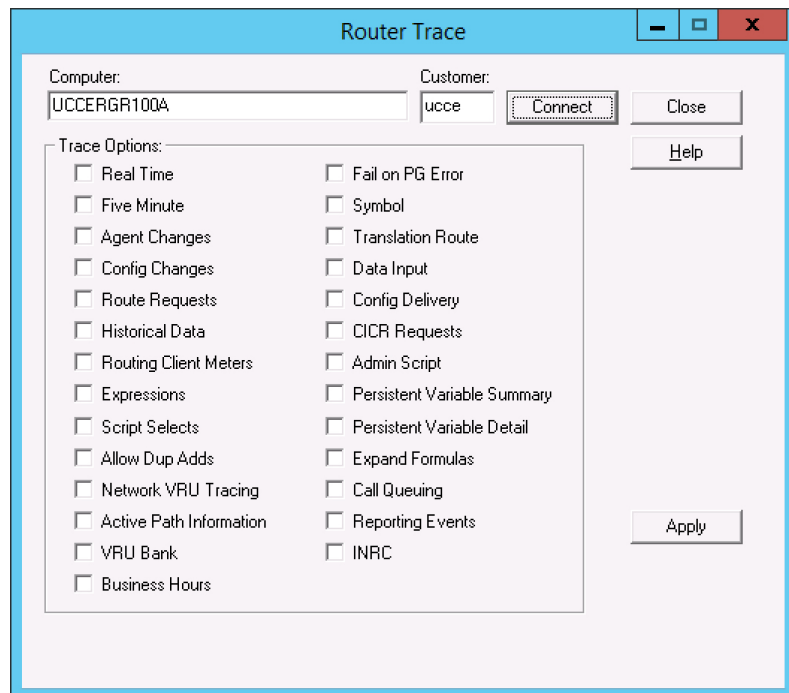 Router Trace
Computer: Customer:
UCCERGR100A ucce Connect Close
Help
Trace Options:
Real Time Fail on PG Error
Five Minute Symbol
Agent Changes Translation Route
Config Changes Data Input
Route Requests Config Delivery
Historical Data CICR Requests
Routing Client Meters Admin Script
Expressions Persistent Variable Summary
Script Selects Persistent Variable Detail
Allow Dup Adds Expand Formulas
Network VRU Tracing Call Queuing
Active Path Information Reporting Events
Apply
VRU Bank INRC
Business Hours